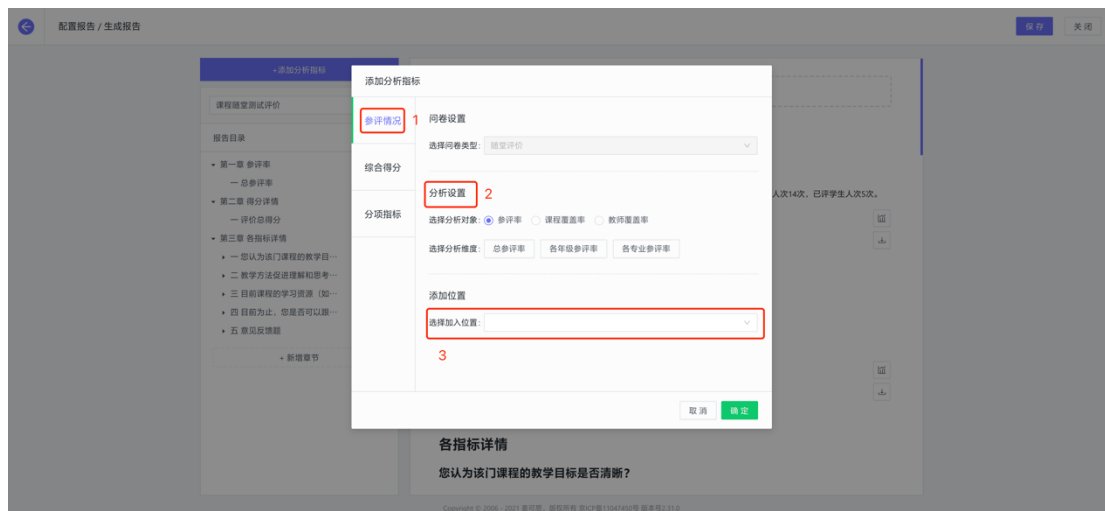 配置报告 / 生成报告
保存 关闭
+添加分析指标
课程随堂测试评价
报告目录
第一章 参评率
一 总参评率
第二章 得分详情
一 评价总得分
第三章 各指标详情
一 您认为该门课程的教学目…
二 教学方法促进理解和思考…
三 目前课程的学习资源（如…
四 目前为止，您是否可以跟…
五 意见反馈题
+ 新增章节
添加分析指标
参评情况 1
综合得分
分项指标
问卷设置
选择问卷类型: 随堂评价
分析设置 2
选择分析对象: 参评率 课程覆盖率 教师覆盖率
选择分析维度: 总参评率 各年级参评率 各专业参评率
添加位置
选择加入位置:
3
取消 确定
人次14次，已评学生人次5次。
各指标详情
您认为该门课程的教学目标是否清晰？
Copyright © 2006 - 2021